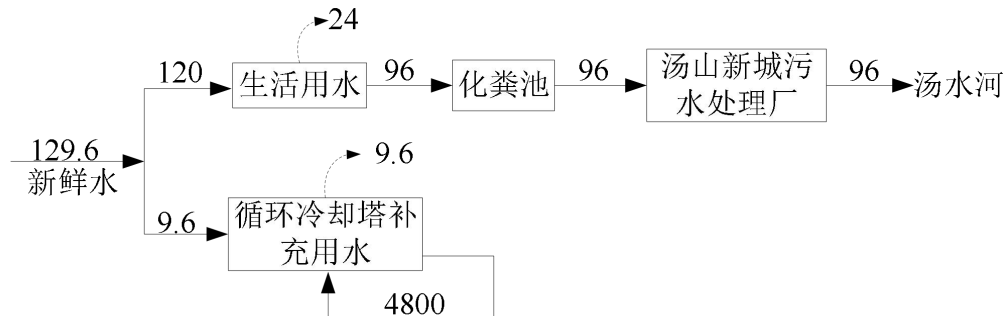 24
120
生活用水
96
化粪池
96
汤山新城污
水处理厂
96
汤水河
129.6
新鲜水
9.6
9.6
循环冷却塔补
充用水
4800